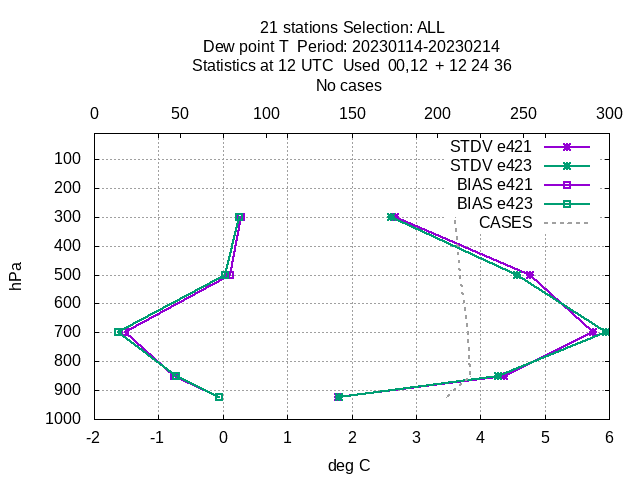 21 stations Selection: ALL
Dew point T  Period: 20230114-20230214
Statistics at 12 UTC  Used  00,12  + 12 24 36
No cases
0 50 100 150 200 250 300
STDV e421
STDV e423
BIAS e421
BIAS e423
CASES
100
200
300
400
500
600
700
800
900
1000
hPa
-2 -1 0 1 2 3 4 5 6
deg C